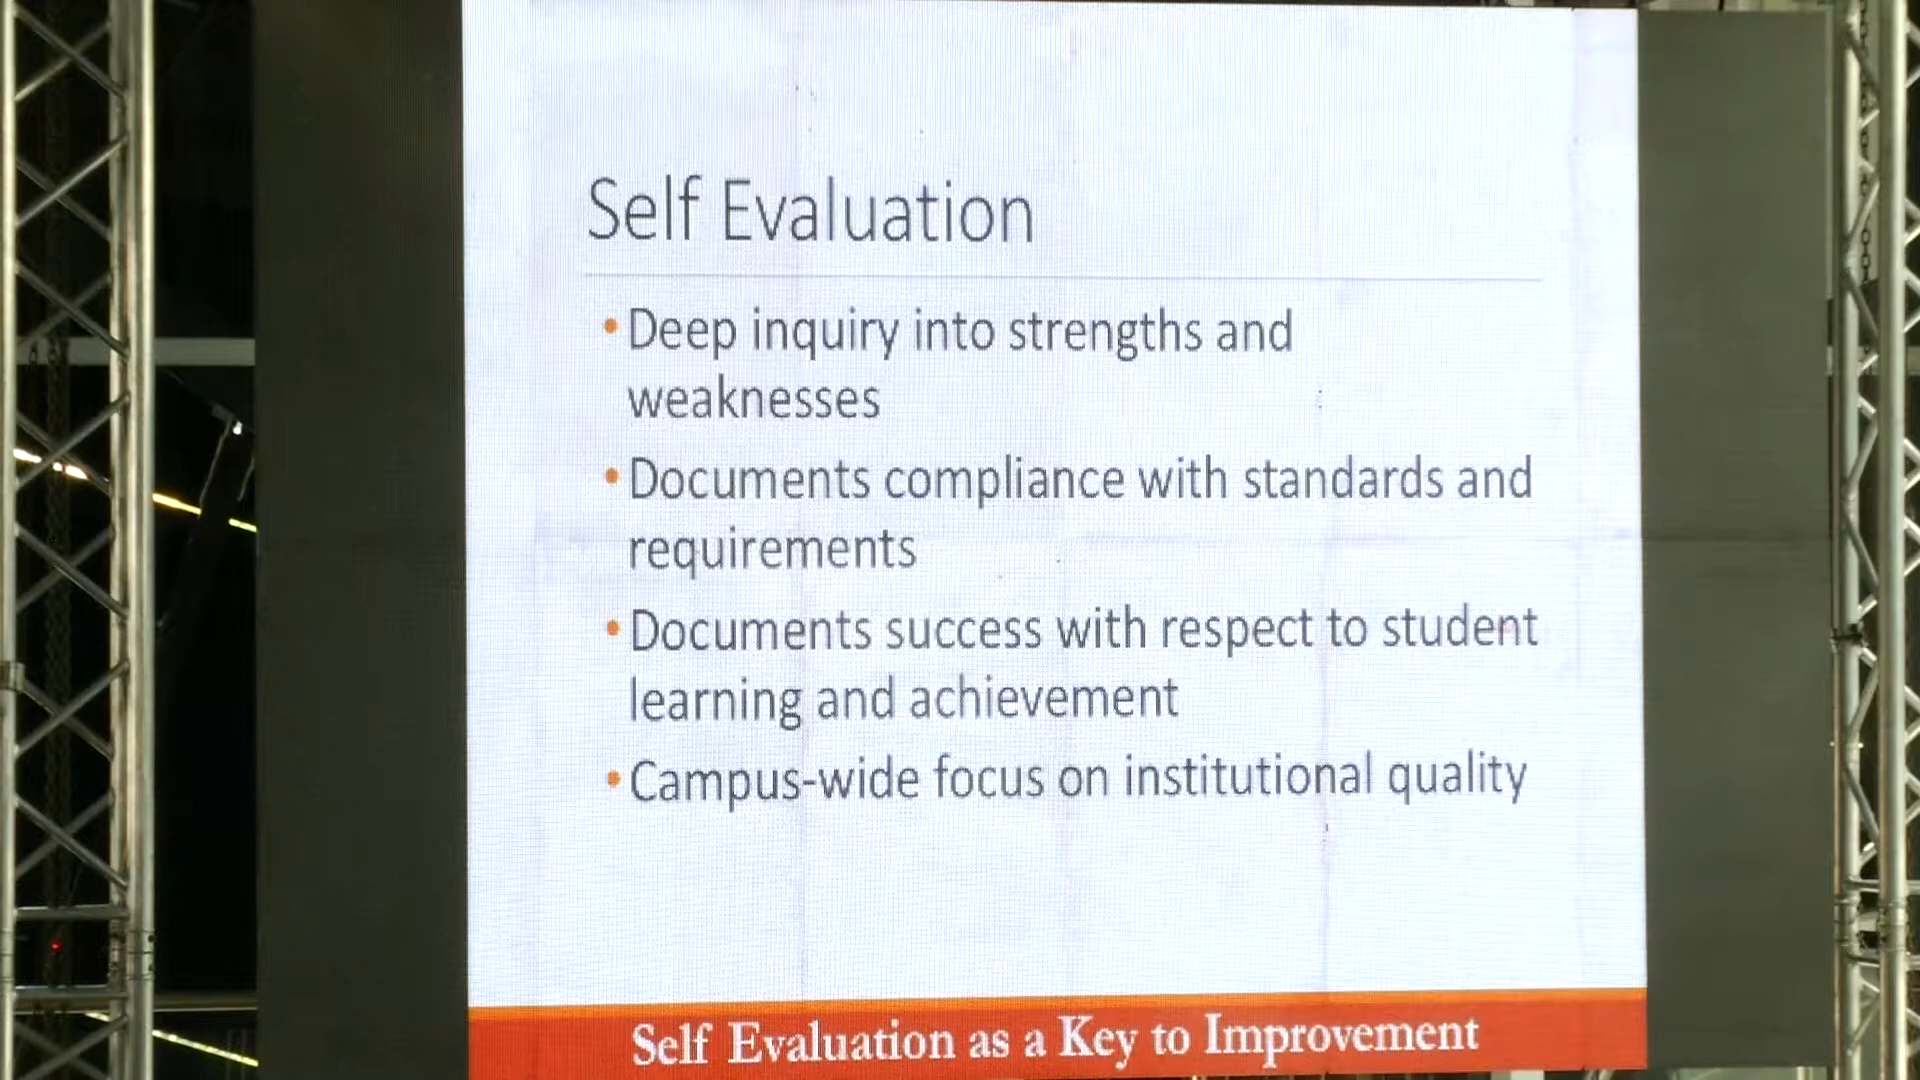 Self Evaluation
•Deep inquiry into strengths and
weaknesses
•Documents compliance with standards and
requirements
•Documents success with respect to student
learning and achievement
•Campus-wide focus on institutional quality
Self Evaluation as a Key to Improvement